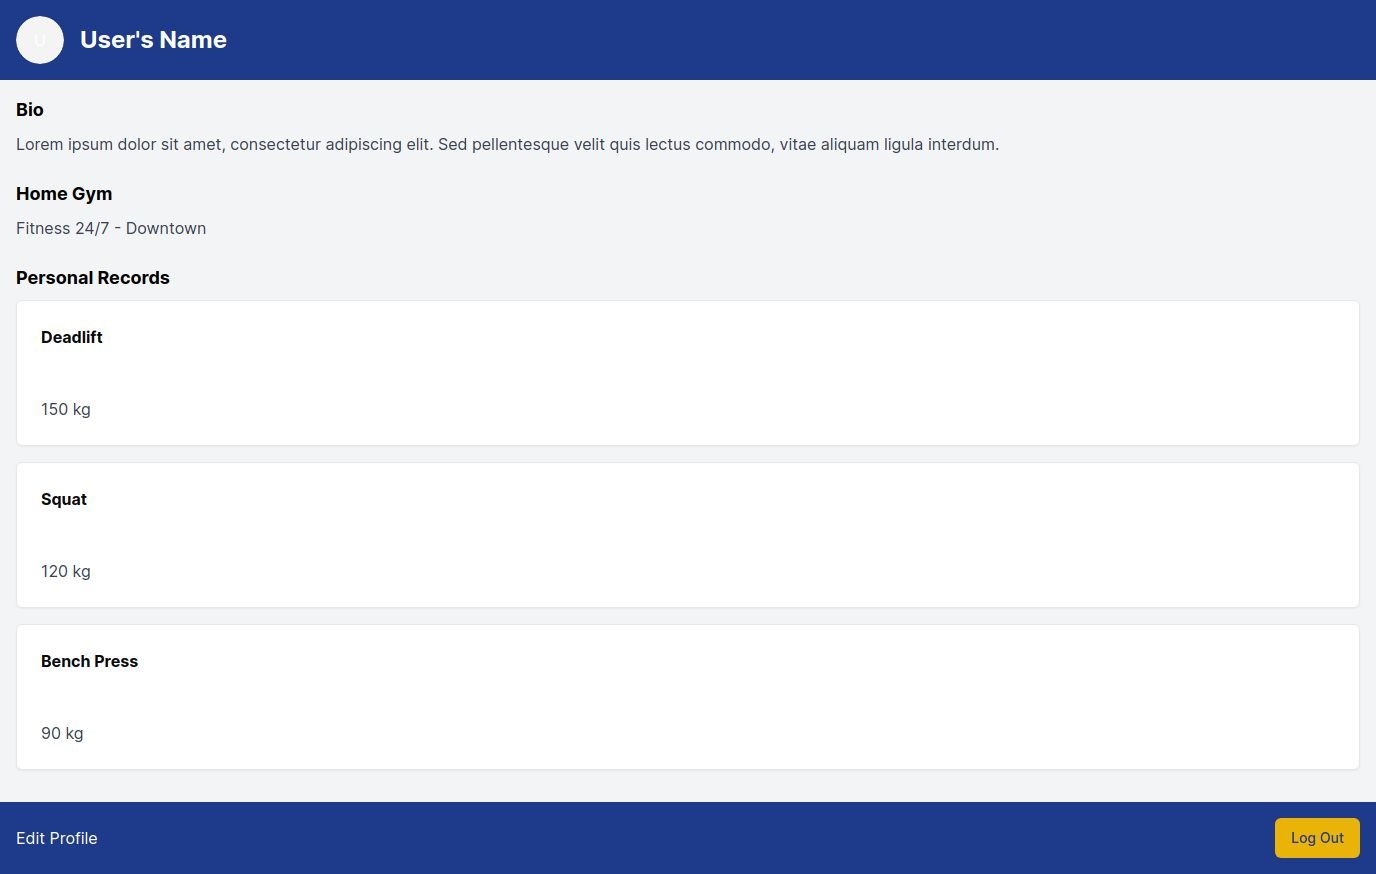 U
User's Name
Bio
Lorem ipsum dolor sit amet, consectetur adipiscing elit. Sed pellentesque velit quis lectus commodo, vitae aliquam ligula interdum.
Home Gym
Fitness 24/7 - Downtown
Personal Records
Deadlift
150 kg
Squat
120 kg
Bench Press
90 kg
Edit Profile
Log Out